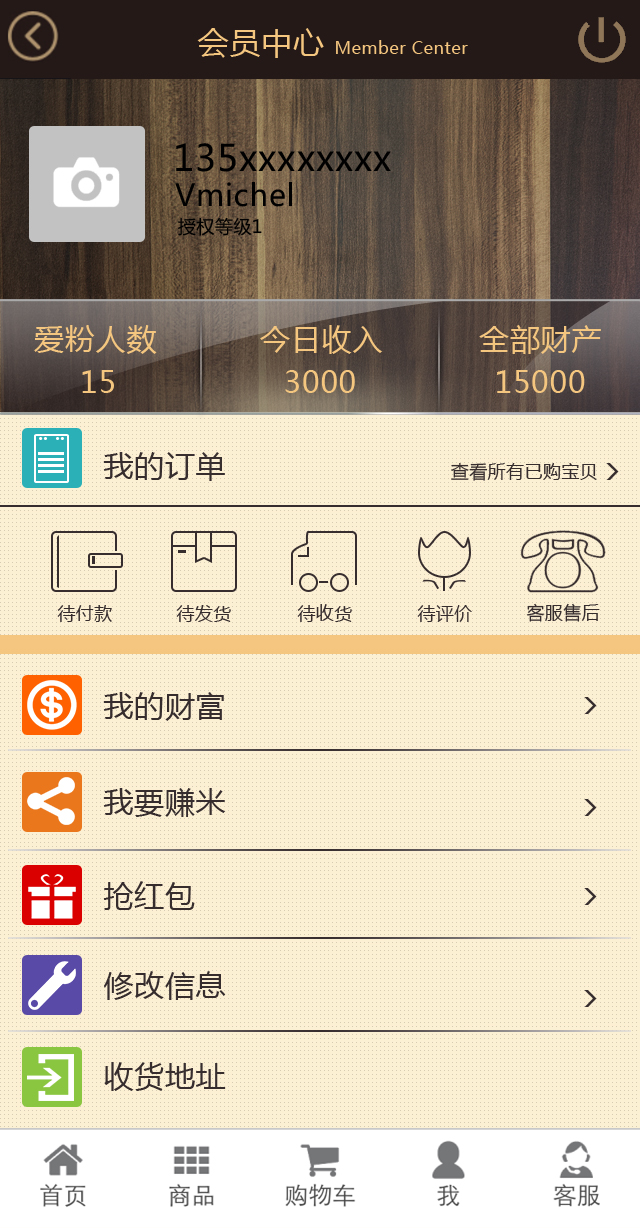 会员中心 Member Center
135xxxxxxxx
Vmichel
授权等级1
爱粉人数 今日收入 全部财产
15 3000 15000
我的订单 查看所有已购宝贝
待付款 待发货 待收货 待评价 客服售后
我的财富
我要赚米
抢红包
修改信息
收货地址
首页 商品 购物车 我 客服